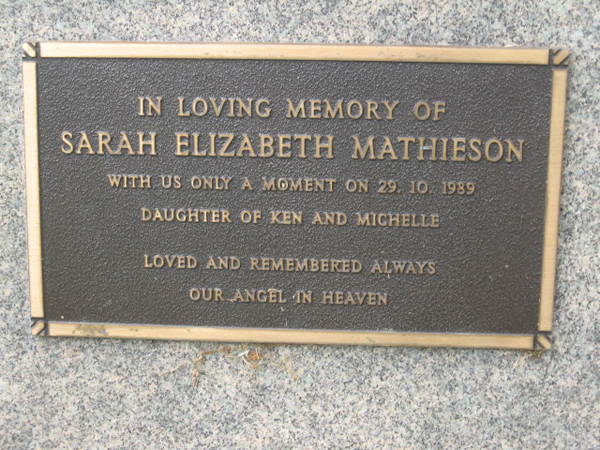 IN LOVING MEMORY OF
SARAH ELIZABETH MATHIESON
WITH US ONLY A MOMENT ON 29. 10. 1989
DAUGHTER OF KEN AND MICHELLE
LOVED AND REMEMBERED ALWAYS
OUR ANGEL IN HEAVEN